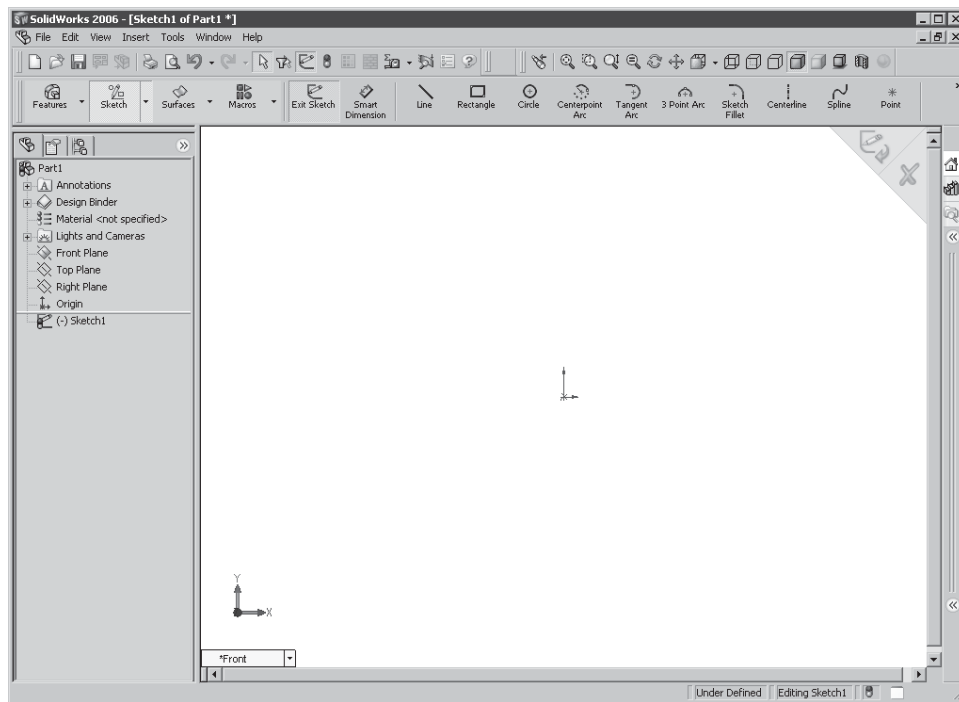 SolidWorks 2006 - [Sketch1 of Part1 *]
File Edit View Insert Tools Window Help
Features Sketch Surfaces Macros Exit Sketch Smart Dimension Line Rectangle Circle Centerpoint Arc Tangent Arc 3 Point Arc Sketch Fillet Centerline Spline Point
Part1
Annotations
Design Binder
Material <not specified>
Lights and Cameras
Front Plane
Top Plane
Right Plane
Origin
(-) Sketch1
Y
X
*Front
Under Defined Editing Sketch1